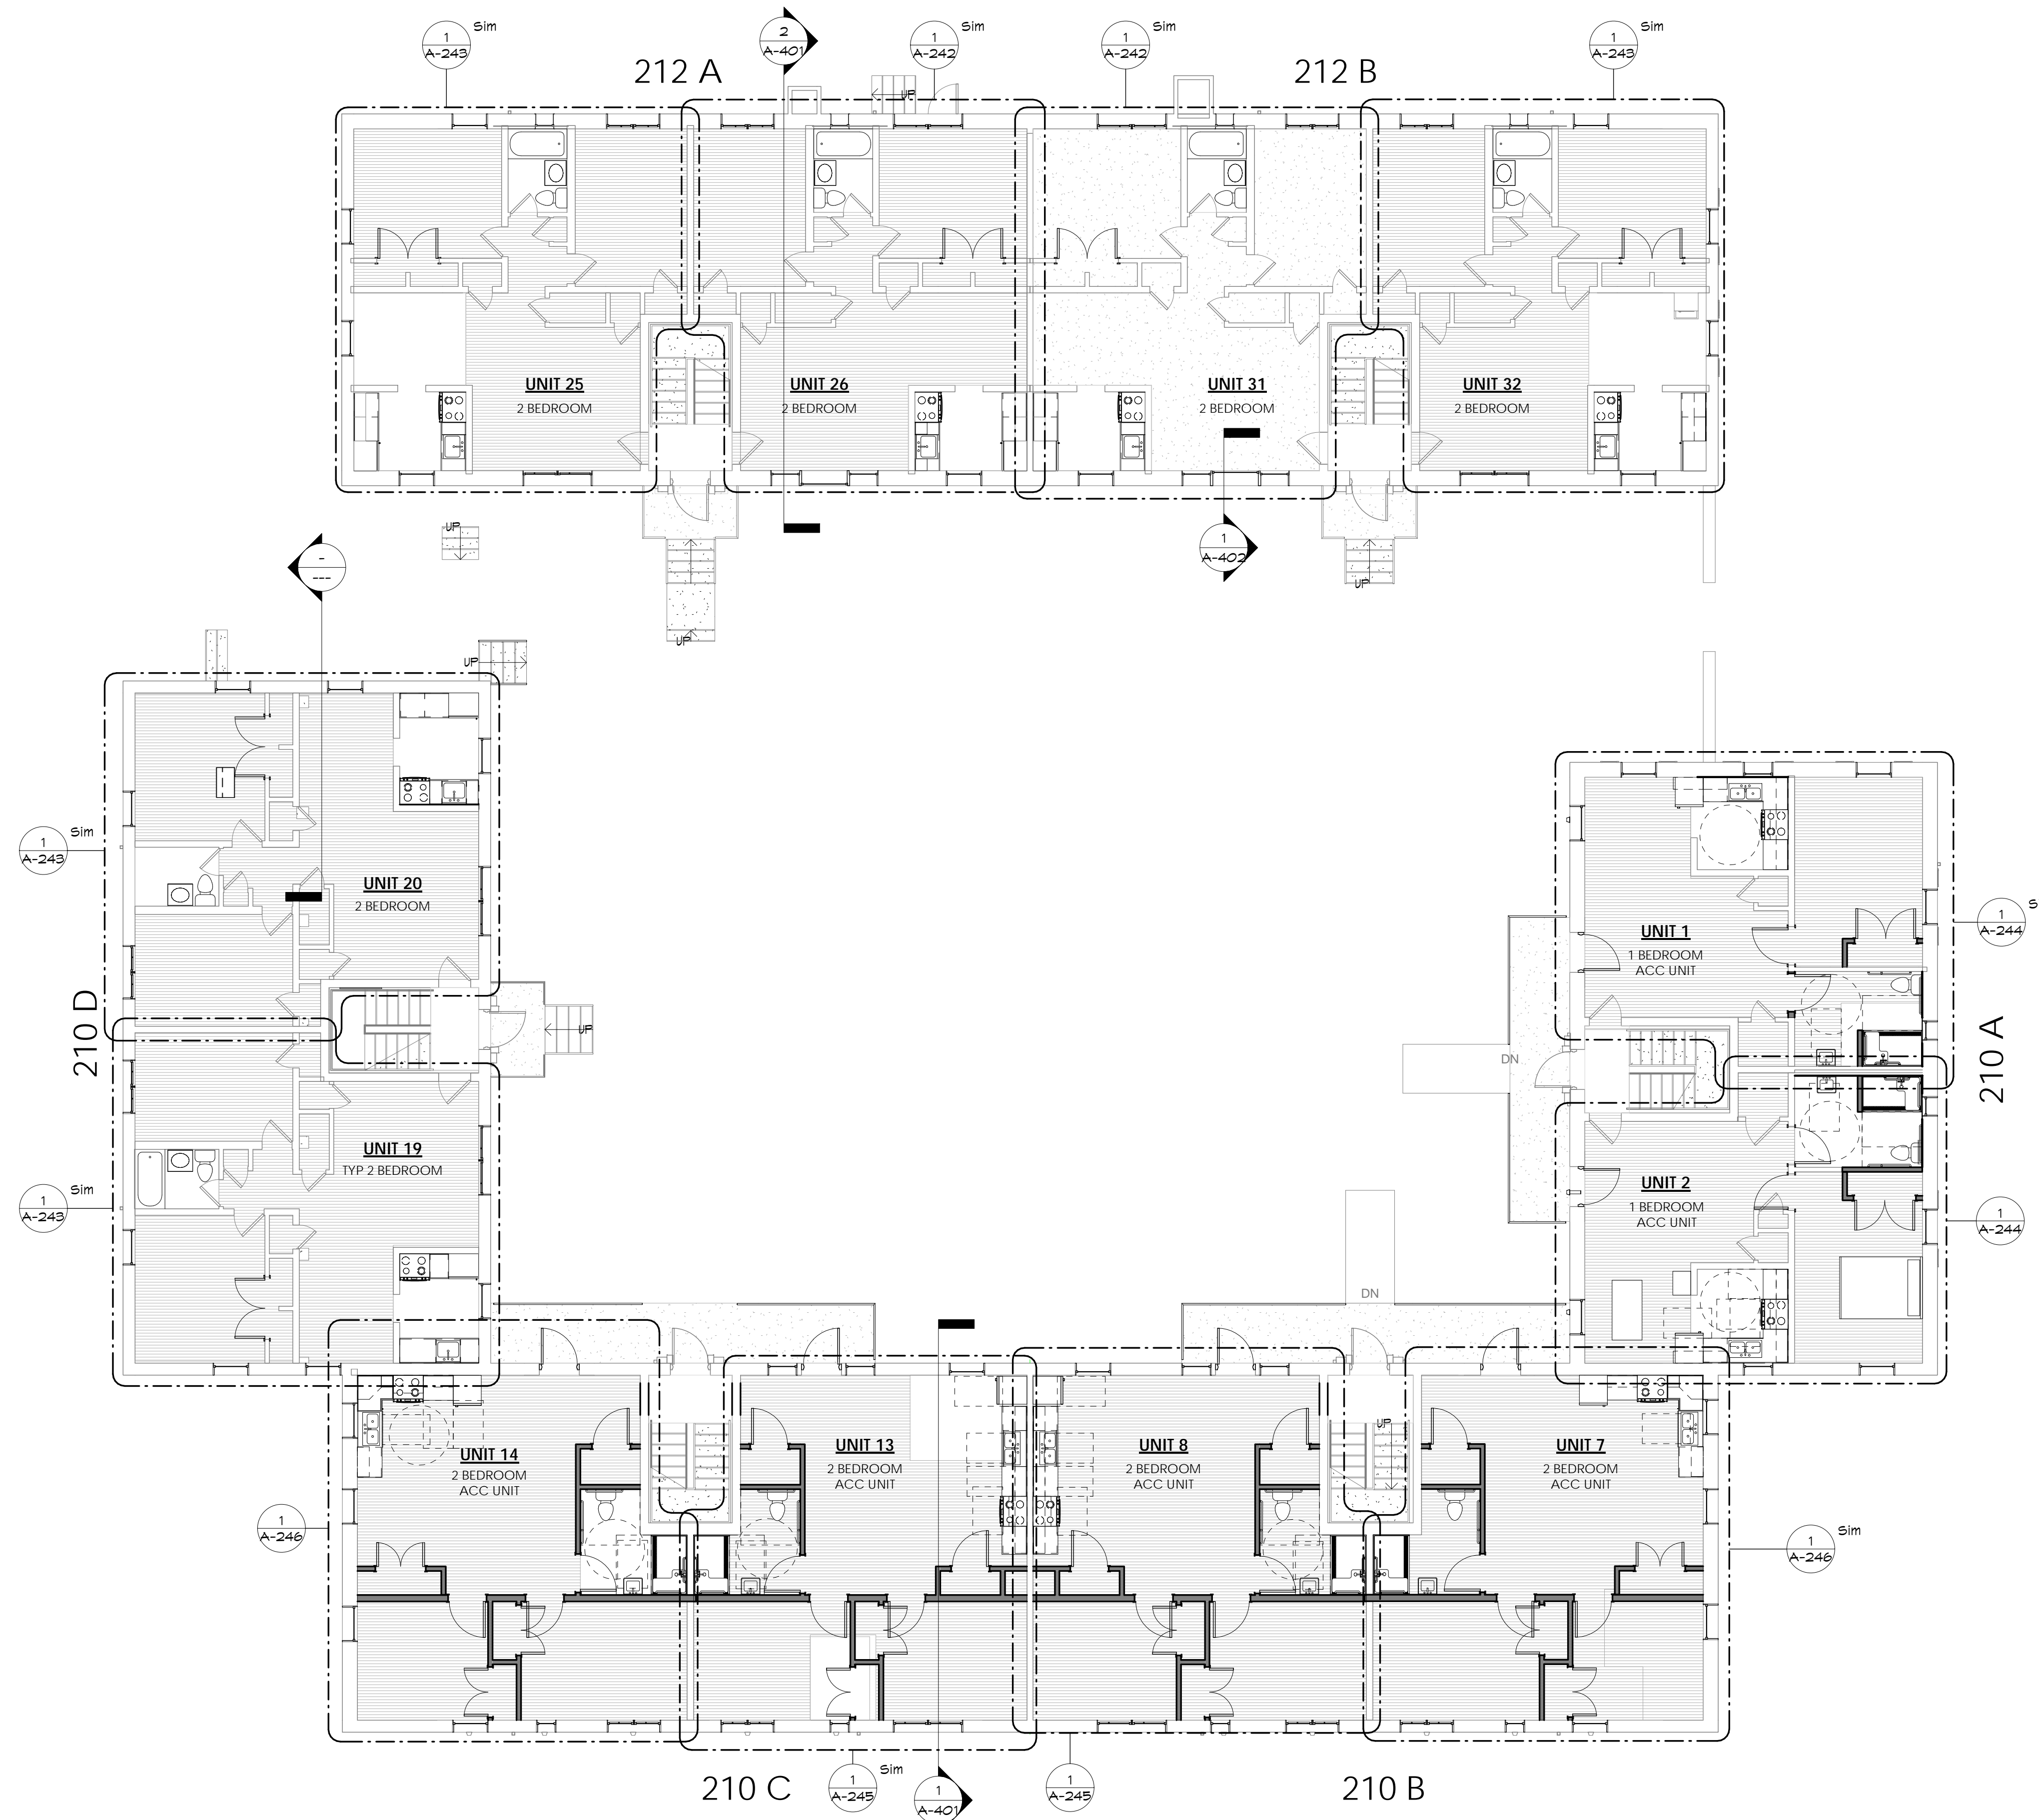 1
A-243
Sim
2
A-401
1
A-242
Sim
1
A-242
Sim
1
A-243
Sim
212 A
212 B
UP
UNIT 25
2 BEDROOM
UNIT 26
2 BEDROOM
UNIT 31
2 BEDROOM
UNIT 32
2 BEDROOM
UP
1
A-402
UP
UP
-
---
UP
1
A-243
Sim
UNIT 20
2 BEDROOM
210 D
UP
UNIT 19
TYP 2 BEDROOM
1
A-243
Sim
UNIT 1
1 BEDROOM
ACC UNIT
1
A-244
S
DN
210 A
UNIT 2
1 BEDROOM
ACC UNIT
1
A-244
DN
UP
UNIT 14
2 BEDROOM
ACC UNIT
UNIT 13
2 BEDROOM
ACC UNIT
UNIT 8
2 BEDROOM
ACC UNIT
UNIT 7
2 BEDROOM
ACC UNIT
1
A-246
1
A-246
Sim
210 C
1
A-245
Sim
1
A-401
1
A-245
210 B